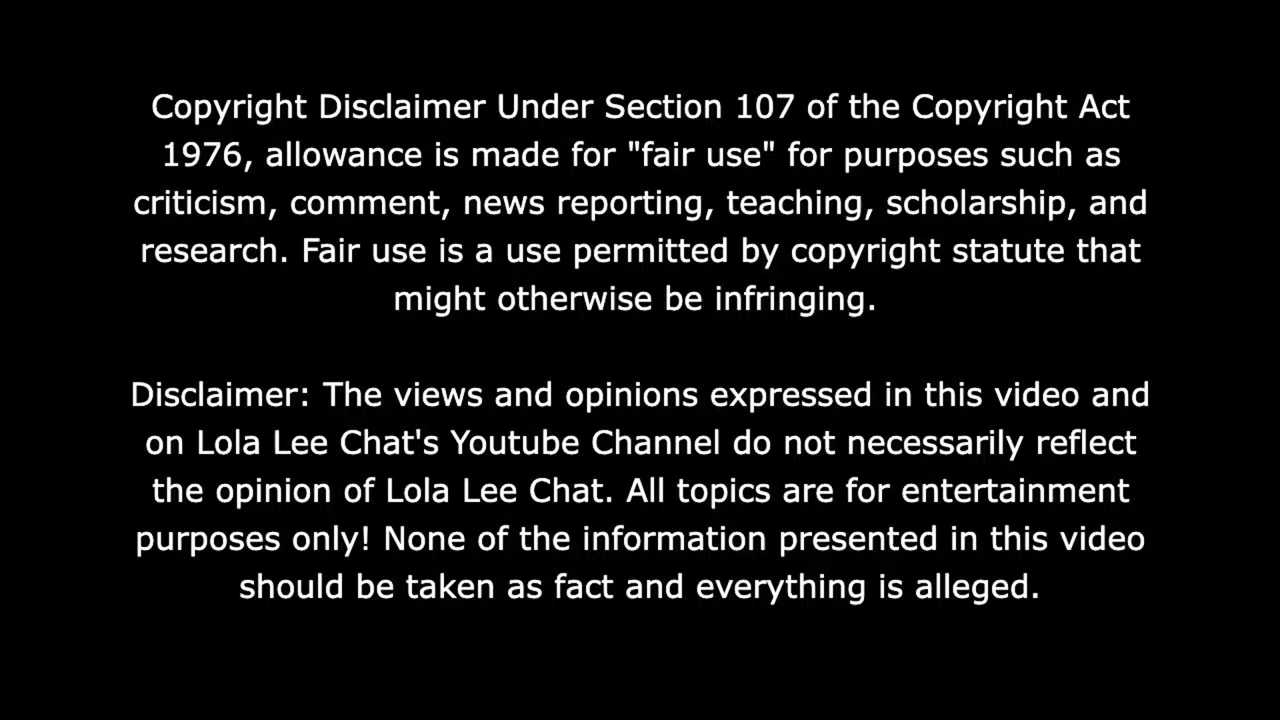 Copyright Disclaimer Under Section 107 of the Copyright Act
1976, allowance is made for "fair use" for purposes such as
criticism, comment, news reporting, teaching, scholarship, and
research. Fair use is a use permitted by copyright statute that
might otherwise be infringing.
Disclaimer: The views and opinions expressed in this video and
on Lola Lee Chat's Youtube Channel do not necessarily reflect
the opinion of Lola Lee Chat. All topics are for entertainment
purposes only! None of the information presented in this video
should be taken as fact and everything is alleged.